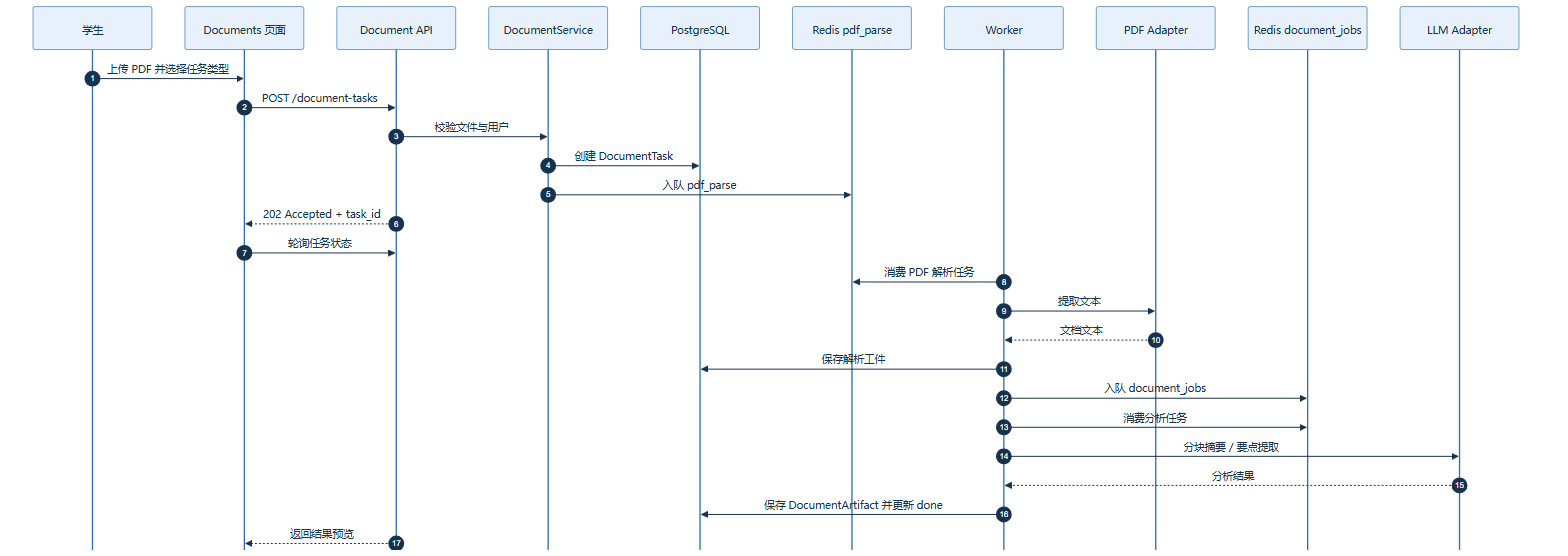 学生
Documents 页面
Document API
DocumentService
PostgreSQL
Redis pdf_parse
Worker
PDF Adapter
Redis document_jobs
LLM Adapter
1
上传 PDF 并选择任务类型
2
POST /document-tasks
3
校验文件与用户
4
创建 DocumentTask
5
入队 pdf_parse
202 Accepted + task_id
6
7
轮询任务状态
消费 PDF 解析任务
8
9
提取文本
文档文本
10
保存解析工件
11
12
入队 document_jobs
13
消费分析任务
14
分块摘要 / 要点提取
分析结果
15
保存 DocumentArtifact 并更新 done
16
返回结果预览
17